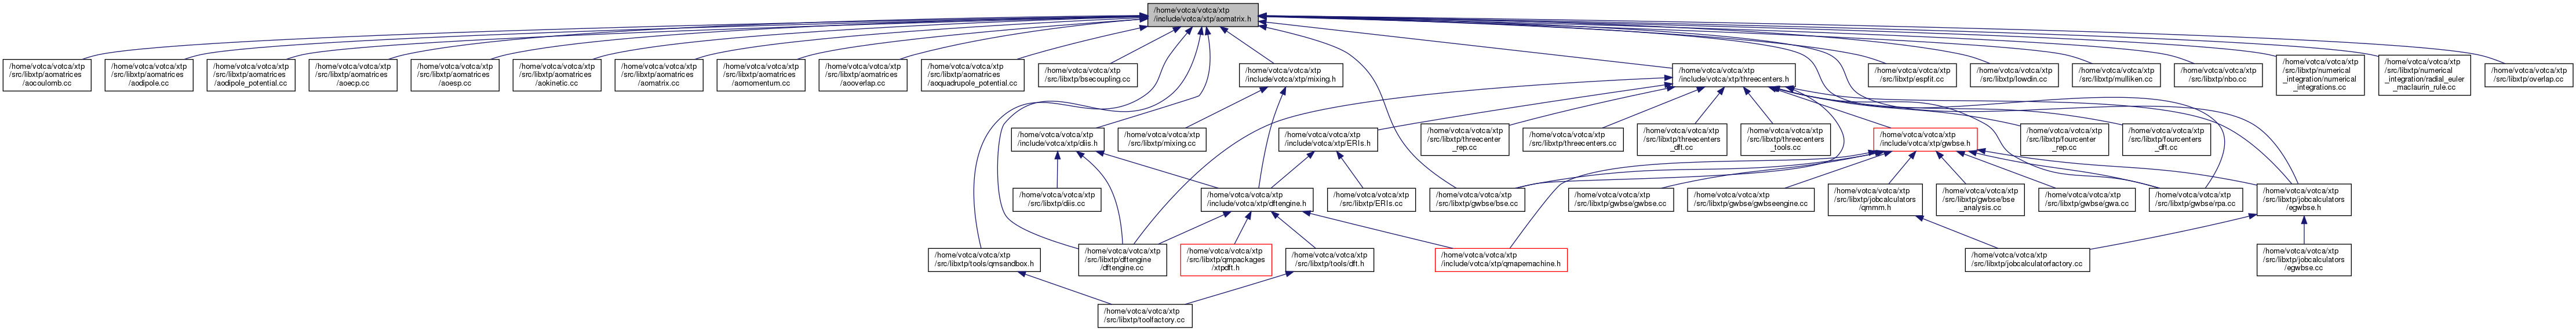 /home/votca/votca/xtp
/include/votca/xtp/aomatrix.h
/home/votca/votca/xtp
/src/libxtp/aomatrices
/aocoulomb.cc
/home/votca/votca/xtp
/src/libxtp/aomatrices
/aodipole.cc
/home/votca/votca/xtp
/src/libxtp/aomatrices
/aodipole_potential.cc
/home/votca/votca/xtp
/src/libxtp/aomatrices
/aoecp.cc
/home/votca/votca/xtp
/src/libxtp/aomatrices
/aoesp.cc
/home/votca/votca/xtp
/src/libxtp/aomatrices
/aokinetic.cc
/home/votca/votca/xtp
/src/libxtp/aomatrices
/aomatrix.cc
/home/votca/votca/xtp
/src/libxtp/aomatrices
/aomomentum.cc
/home/votca/votca/xtp
/src/libxtp/aomatrices
/aooverlap.cc
/home/votca/votca/xtp
/src/libxtp/aomatrices
/aoquadrupole_potential.cc
/home/votca/votca/xtp
/src/libxtp/bsecoupling.cc
/home/votca/votca/xtp
/include/votca/xtp/mixing.h
/home/votca/votca/xtp
/include/votca/xtp/threecenters.h
/home/votca/votca/xtp
/src/libxtp/espfit.cc
/home/votca/votca/xtp
/src/libxtp/lowdin.cc
/home/votca/votca/xtp
/src/libxtp/mulliken.cc
/home/votca/votca/xtp
/src/libxtp/nbo.cc
/home/votca/votca/xtp
/src/libxtp/numerical
_integration/numerical
_integrations.cc
/home/votca/votca/xtp
/src/libxtp/numerical
_integration/radial_euler
_maclaurin_rule.cc
/home/votca/votca/xtp
/src/libxtp/overlap.cc
/home/votca/votca/xtp
/include/votca/xtp/diis.h
/home/votca/votca/xtp
/src/libxtp/mixing.cc
/home/votca/votca/xtp
/include/votca/xtp/ERIs.h
/home/votca/votca/xtp
/src/libxtp/threecenter
_rep.cc
/home/votca/votca/xtp
/src/libxtp/threecenters.cc
/home/votca/votca/xtp
/src/libxtp/threecenters
_dft.cc
/home/votca/votca/xtp
/src/libxtp/threecenters
_tools.cc
/home/votca/votca/xtp
/include/votca/xtp/gwbse.h
/home/votca/votca/xtp
/src/libxtp/fourcenter
_rep.cc
/home/votca/votca/xtp
/src/libxtp/fourcenters
_dft.cc
/home/votca/votca/xtp
/src/libxtp/diis.cc
/home/votca/votca/xtp
/include/votca/xtp/dftengine.h
/home/votca/votca/xtp
/src/libxtp/ERIs.cc
/home/votca/votca/xtp
/src/libxtp/gwbse/bse.cc
/home/votca/votca/xtp
/src/libxtp/gwbse/gwbse.cc
/home/votca/votca/xtp
/src/libxtp/gwbse/gwbseengine.cc
/home/votca/votca/xtp
/src/libxtp/jobcalculators
/qmmm.h
/home/votca/votca/xtp
/src/libxtp/gwbse/bse
_analysis.cc
/home/votca/votca/xtp
/src/libxtp/gwbse/gwa.cc
/home/votca/votca/xtp
/src/libxtp/gwbse/rpa.cc
/home/votca/votca/xtp
/src/libxtp/jobcalculators
/egwbse.h
/home/votca/votca/xtp
/src/libxtp/tools/qmsandbox.h
/home/votca/votca/xtp
/src/libxtp/dftengine
/dftengine.cc
/home/votca/votca/xtp
/src/libxtp/qmpackages
/xtpdft.h
/home/votca/votca/xtp
/src/libxtp/tools/dft.h
/home/votca/votca/xtp
/include/votca/xtp/qmapemachine.h
/home/votca/votca/xtp
/src/libxtp/jobcalculatorfactory.cc
/home/votca/votca/xtp
/src/libxtp/jobcalculators
/egwbse.cc
/home/votca/votca/xtp
/src/libxtp/toolfactory.cc